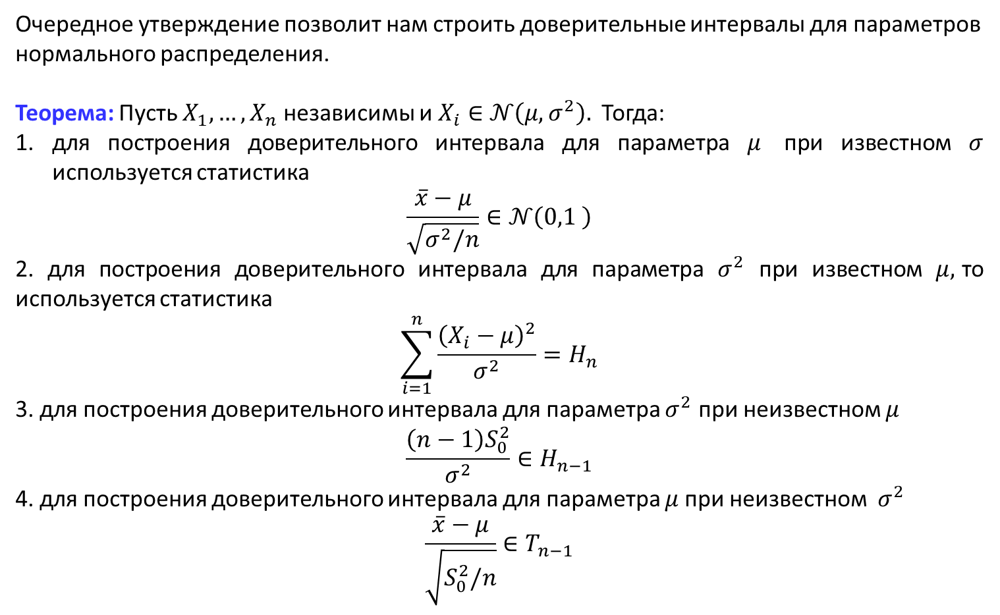 Очередное утверждение позволит нам строить доверительные интервалы для параметров
нормального распределения.
Теорема: Пусть $X_1, \dots, X_n$ независимы и $X_i \in \mathcal{N}(\mu, \sigma^2)$. Тогда:
1. для построения доверительного интервала для параметра $\mu$ при известном $\sigma$
используется статистика
$\frac{\bar{x} - \mu}{\sqrt{\sigma^2/n}} \in \mathcal{N}(0,1)$
2. для построения доверительного интервала для параметра $\sigma^2$ при известном $\mu$, то
используется статистика
$\sum_{i=1}^{n} \frac{(X_i - \mu)^2}{\sigma^2} = H_n$
3. для построения доверительного интервала для параметра $\sigma^2$ при неизвестном $\mu$
$\frac{(n-1)S_0^2}{\sigma^2} \in H_{n-1}$
4. для построения доверительного интервала для параметра $\mu$ при неизвестном $\sigma^2$
$\frac{\bar{x} - \mu}{\sqrt{S_0^2/n}} \in T_{n-1}$